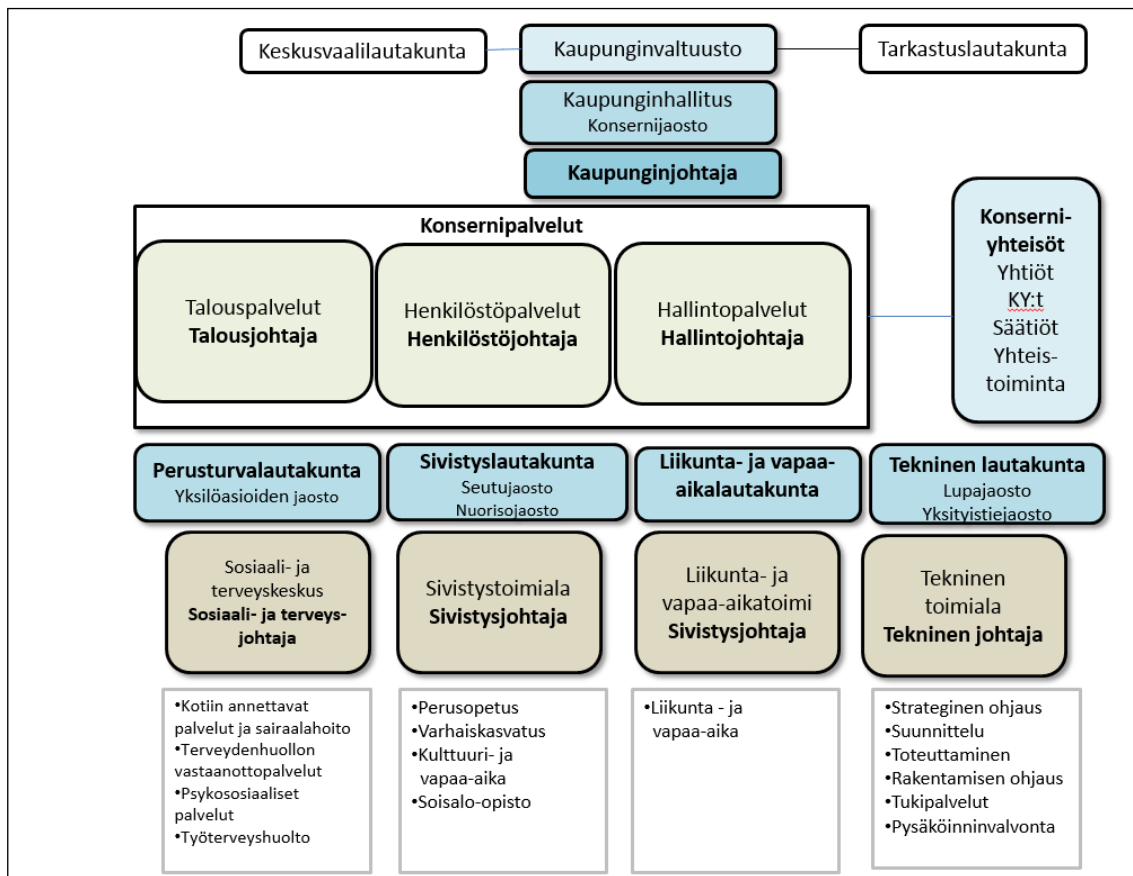 Keskusvaalilautakunta
Kaupunginvaltuusto
Tarkastuslautakunta
Kaupunginhallitus
Konsernijaosto
Kaupunginjohtaja
Konsernipalvelut
Talouspalvelut
Talousjohtaja
Henkilöstöpalvelut
Henkilöstöjohtaja
Hallintopalvelut
Hallintojohtaja
Konserni-
yhteisöt
Yhtiöt
KY:t
Säätiöt
Yhteis-
toiminta
Perusturvalautakunta
Yksilöasioiden jaosto
Sivistyslautakunta
Seutujaosto
Nuorisojaosto
Liikunta- ja vapaa-
aikalautakunta
Tekninen lautakunta
Lupajaosto
Yksityistiejaosto
Sosiaali- ja
terveyskeskus
Sosiaali- ja terveys-
johtaja
Sivistystoimiala
Sivistysjohtaja
Liikunta- ja
vapaa-aikatoimi
Sivistysjohtaja
Tekninen
toimiala
Tekninen johtaja
•Kotiin annettavat
palvelut ja sairaalahoito
•Terveydenhuollon
vastaanottopalvelut
•Psykososiaaliset
palvelut
•Työterveyshuolto
•Perusopetus
•Varhaiskasvatus
•Kulttuuri- ja
vapaa-aika
•Soisalo-opisto
•Liikunta - ja
vapaa-aika
•Strateginen ohjaus
•Suunnittelu
•Toteuttaminen
•Rakentamisen ohjaus
•Tukipalvelut
•Pysäköinninvalvonta